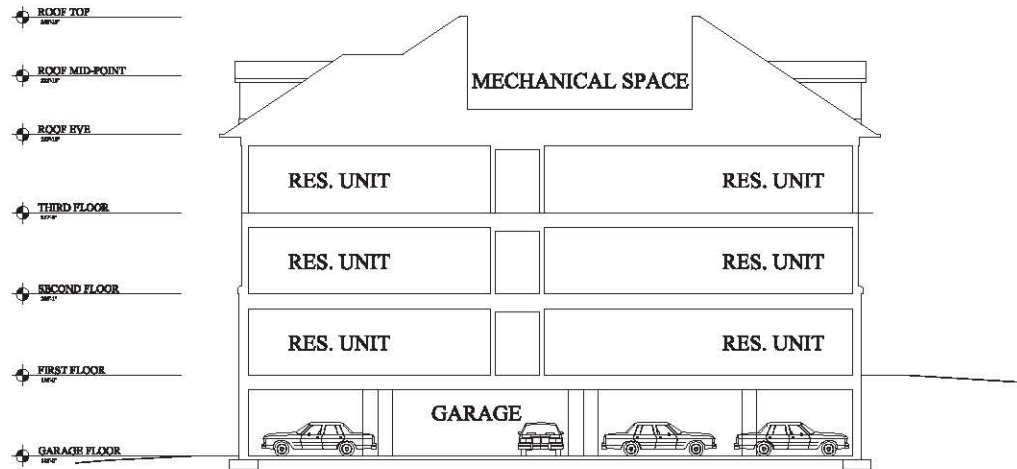 ROOF TOP
ROOF MID-POINT
MECHANICAL SPACE
ROOF EVE
RES. UNIT
RES. UNIT
THIRD FLOOR
RES. UNIT
RES. UNIT
SECOND FLOOR
RES. UNIT
RES. UNIT
FIRST FLOOR
GARAGE
GARAGE FLOOR